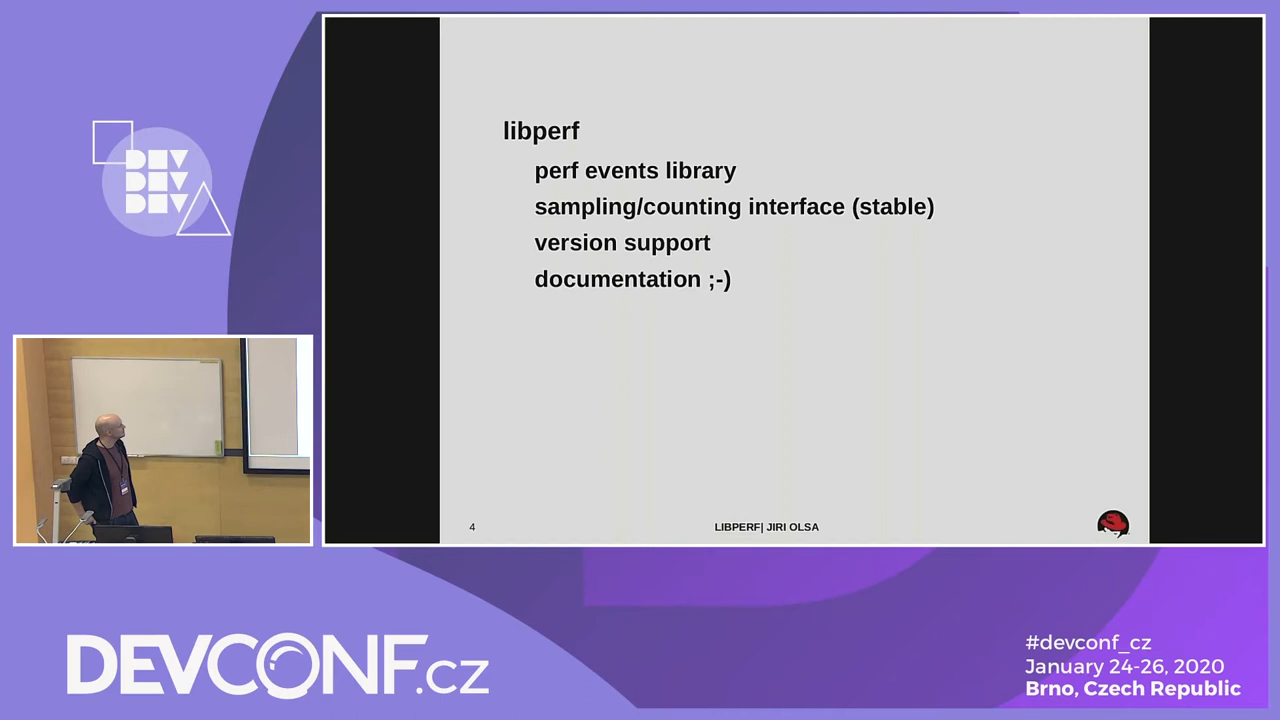 DEV
DEV
DEV
libperf
perf events library
sampling/counting interface (stable)
version support
documentation ;-)
4
LIBPERF| JIRI OLSA
DEVCONF.cz
#devconf_cz
January 24-26, 2020
Brno, Czech Republic